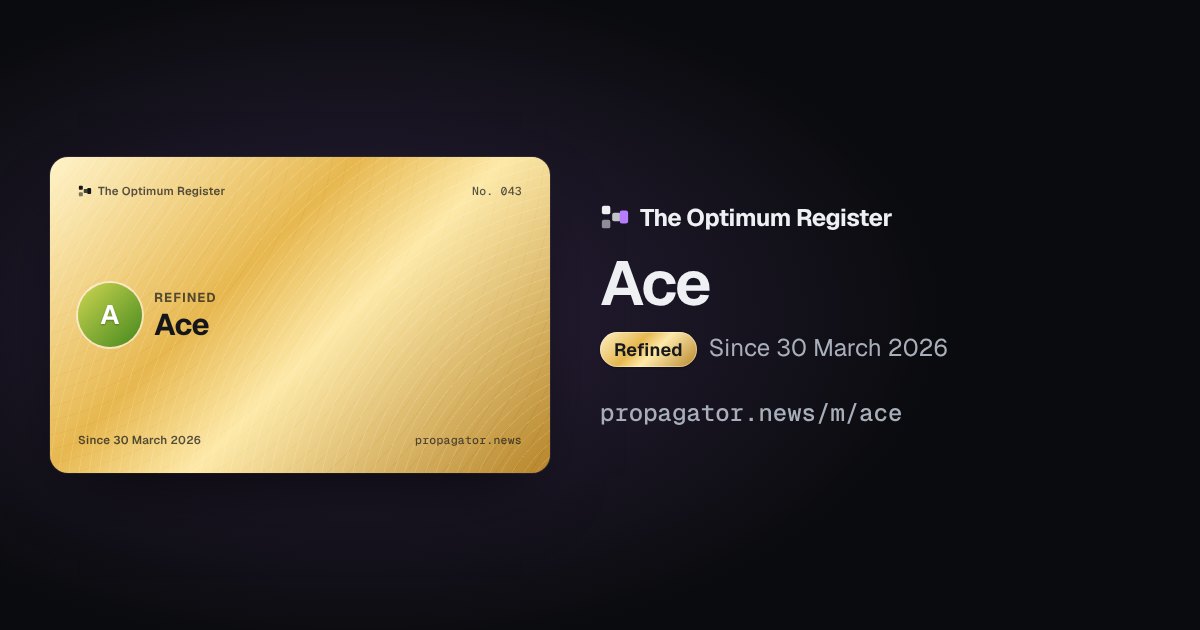 The Optimum Register
No. 043
A
REFINED
Ace
Since 30 March 2026
propagator.news
The Optimum Register
Ace
Refined
Since 30 March 2026
propagator.news/m/ace